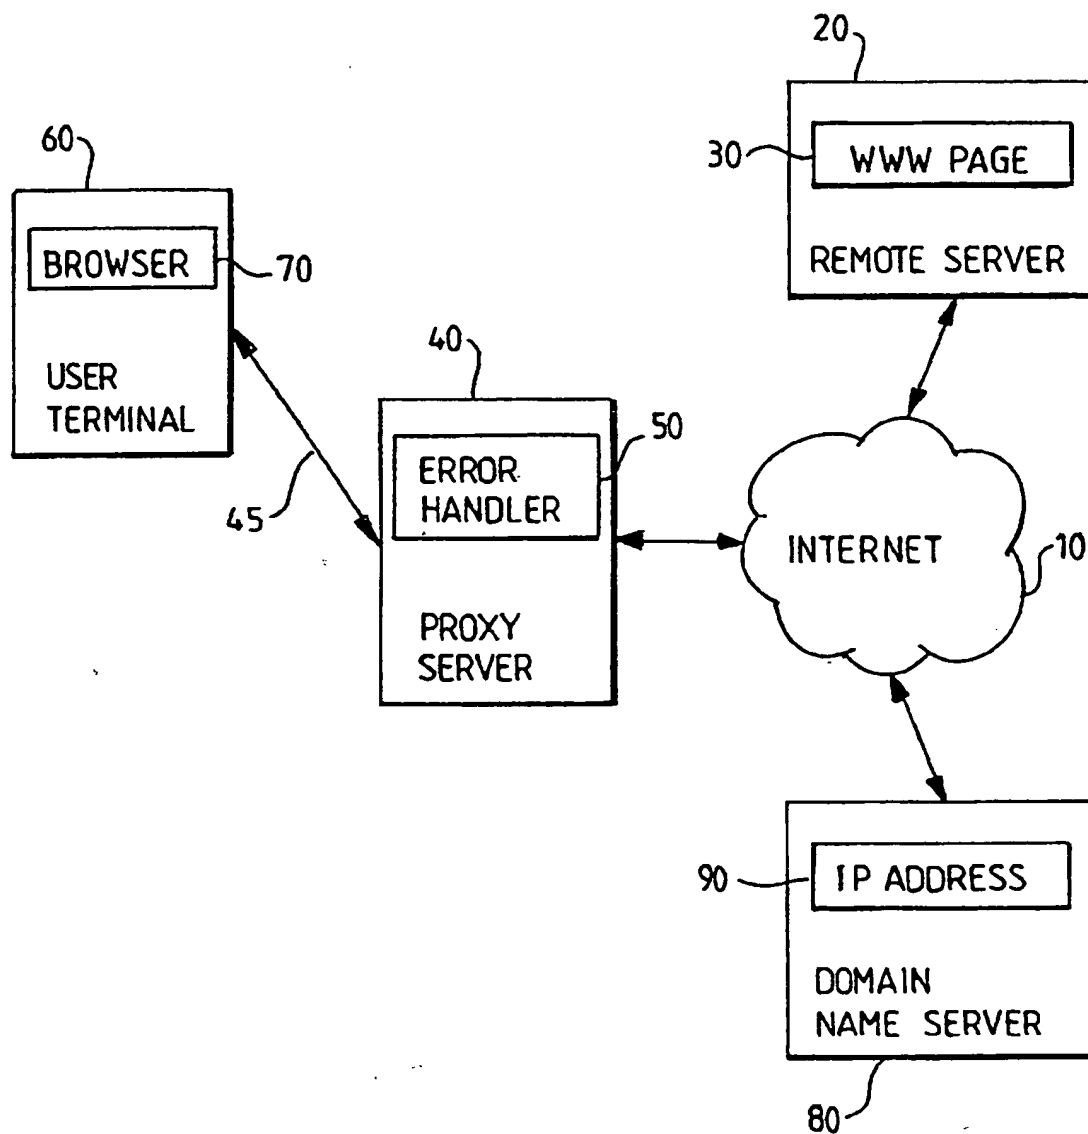 20
30
WWW PAGE
REMOTE SERVER
60
BROWSER
70
USER
TERMINAL
45
40
50
ERROR
HANDLER
PROXY
SERVER
INTERNET
10
90
IP ADDRESS
DOMAIN
NAME SERVER
80